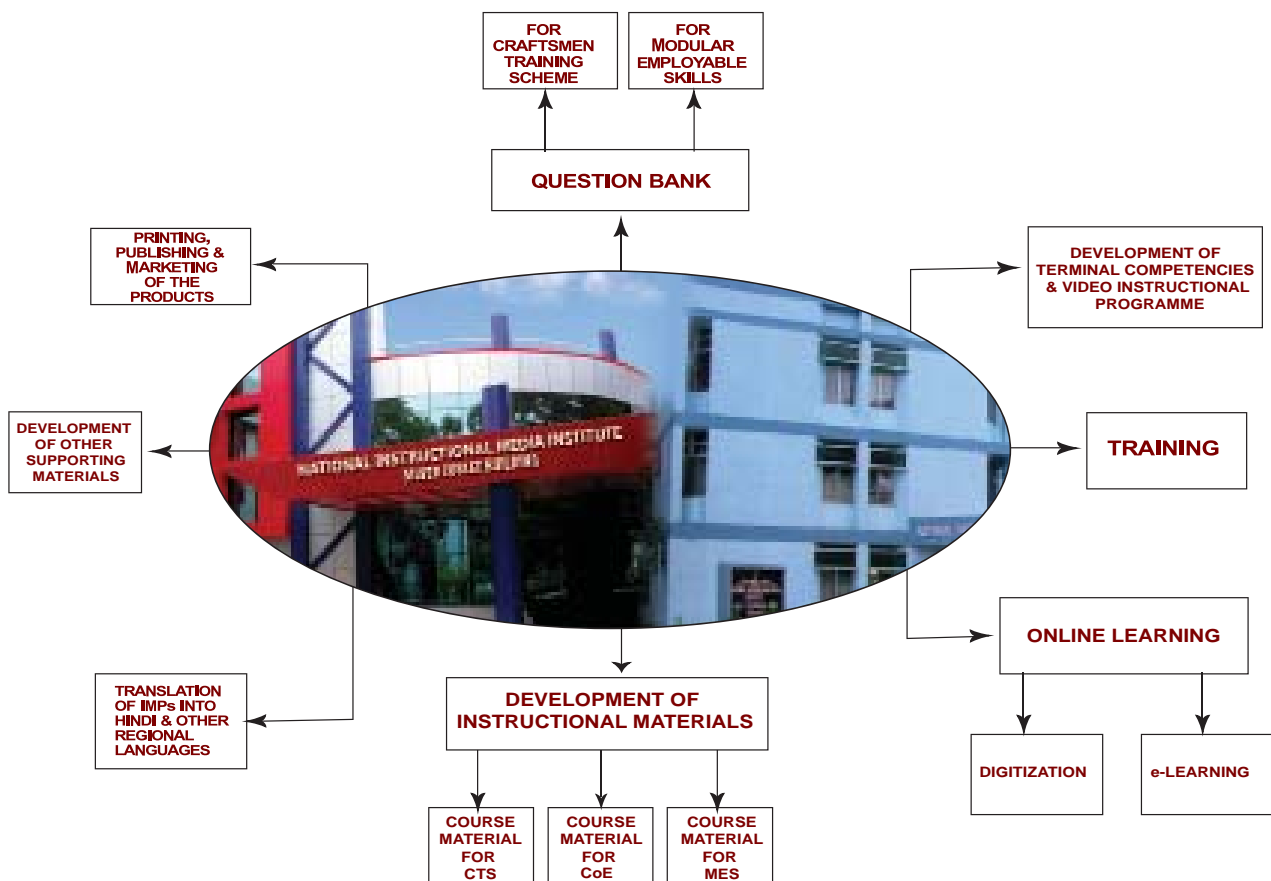 FOR
CRAFTSMEN
TRAINING
SCHEME
FOR
MODULAR
EMPLOYABLE
SKILLS
QUESTION BANK
PRINTING,
PUBLISHING &
MARKETING
OF THE
PRODUCTS
DEVELOPMENT OF
TERMINAL COMPETENCIES
& VIDEO INSTRUCTIONAL
PROGRAMME
DEVELOPMENT
OF OTHER
SUPPORTING
MATERIALS
NATIONAL INSTRUCTIONAL MEDIA INSTITUTE
BUILDING
TRAINING
ONLINE LEARNING
TRANSLATION
OF IMPs INTO
HINDI & OTHER
REGIONAL
LANGUAGES
DEVELOPMENT OF
INSTRUCTIONAL MATERIALS
DIGITIZATION
e-LEARNING
COURSE
MATERIAL
FOR
CTS
COURSE
MATERIAL
FOR
CoE
COURSE
MATERIAL
FOR
MES